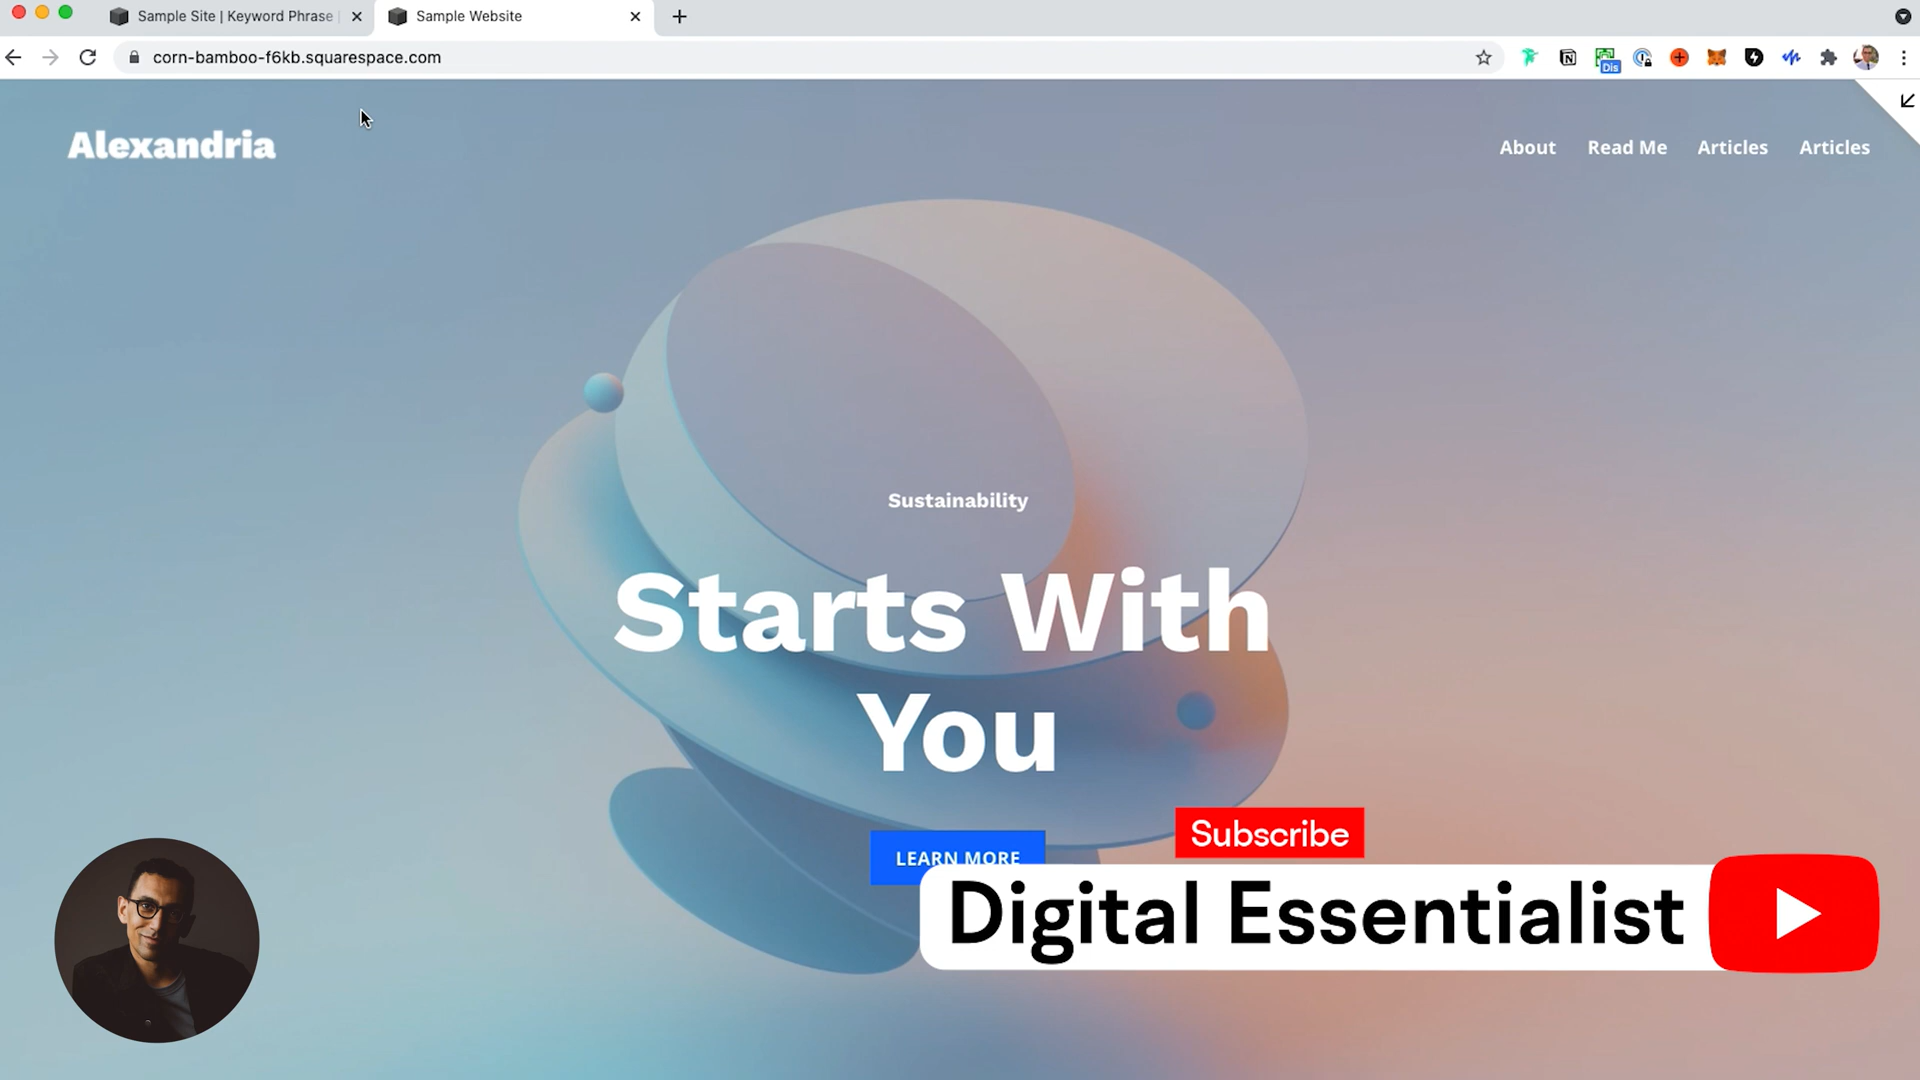 Sample Site | Keyword Phrase |
Sample Website
corn-bamboo-f6kb.squarespace.com
Dis
Alexandria
About
Read Me
Articles
Articles
Sustainability
Starts With
You
LEARN MORE
Subscribe
Digital Essentialist